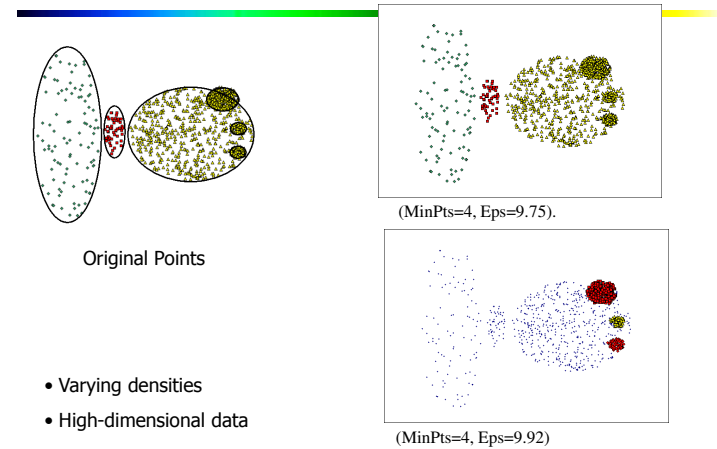 (MinPts=4, Eps=9.75).
Original Points
• Varying densities
• High-dimensional data
(MinPts=4, Eps=9.92)